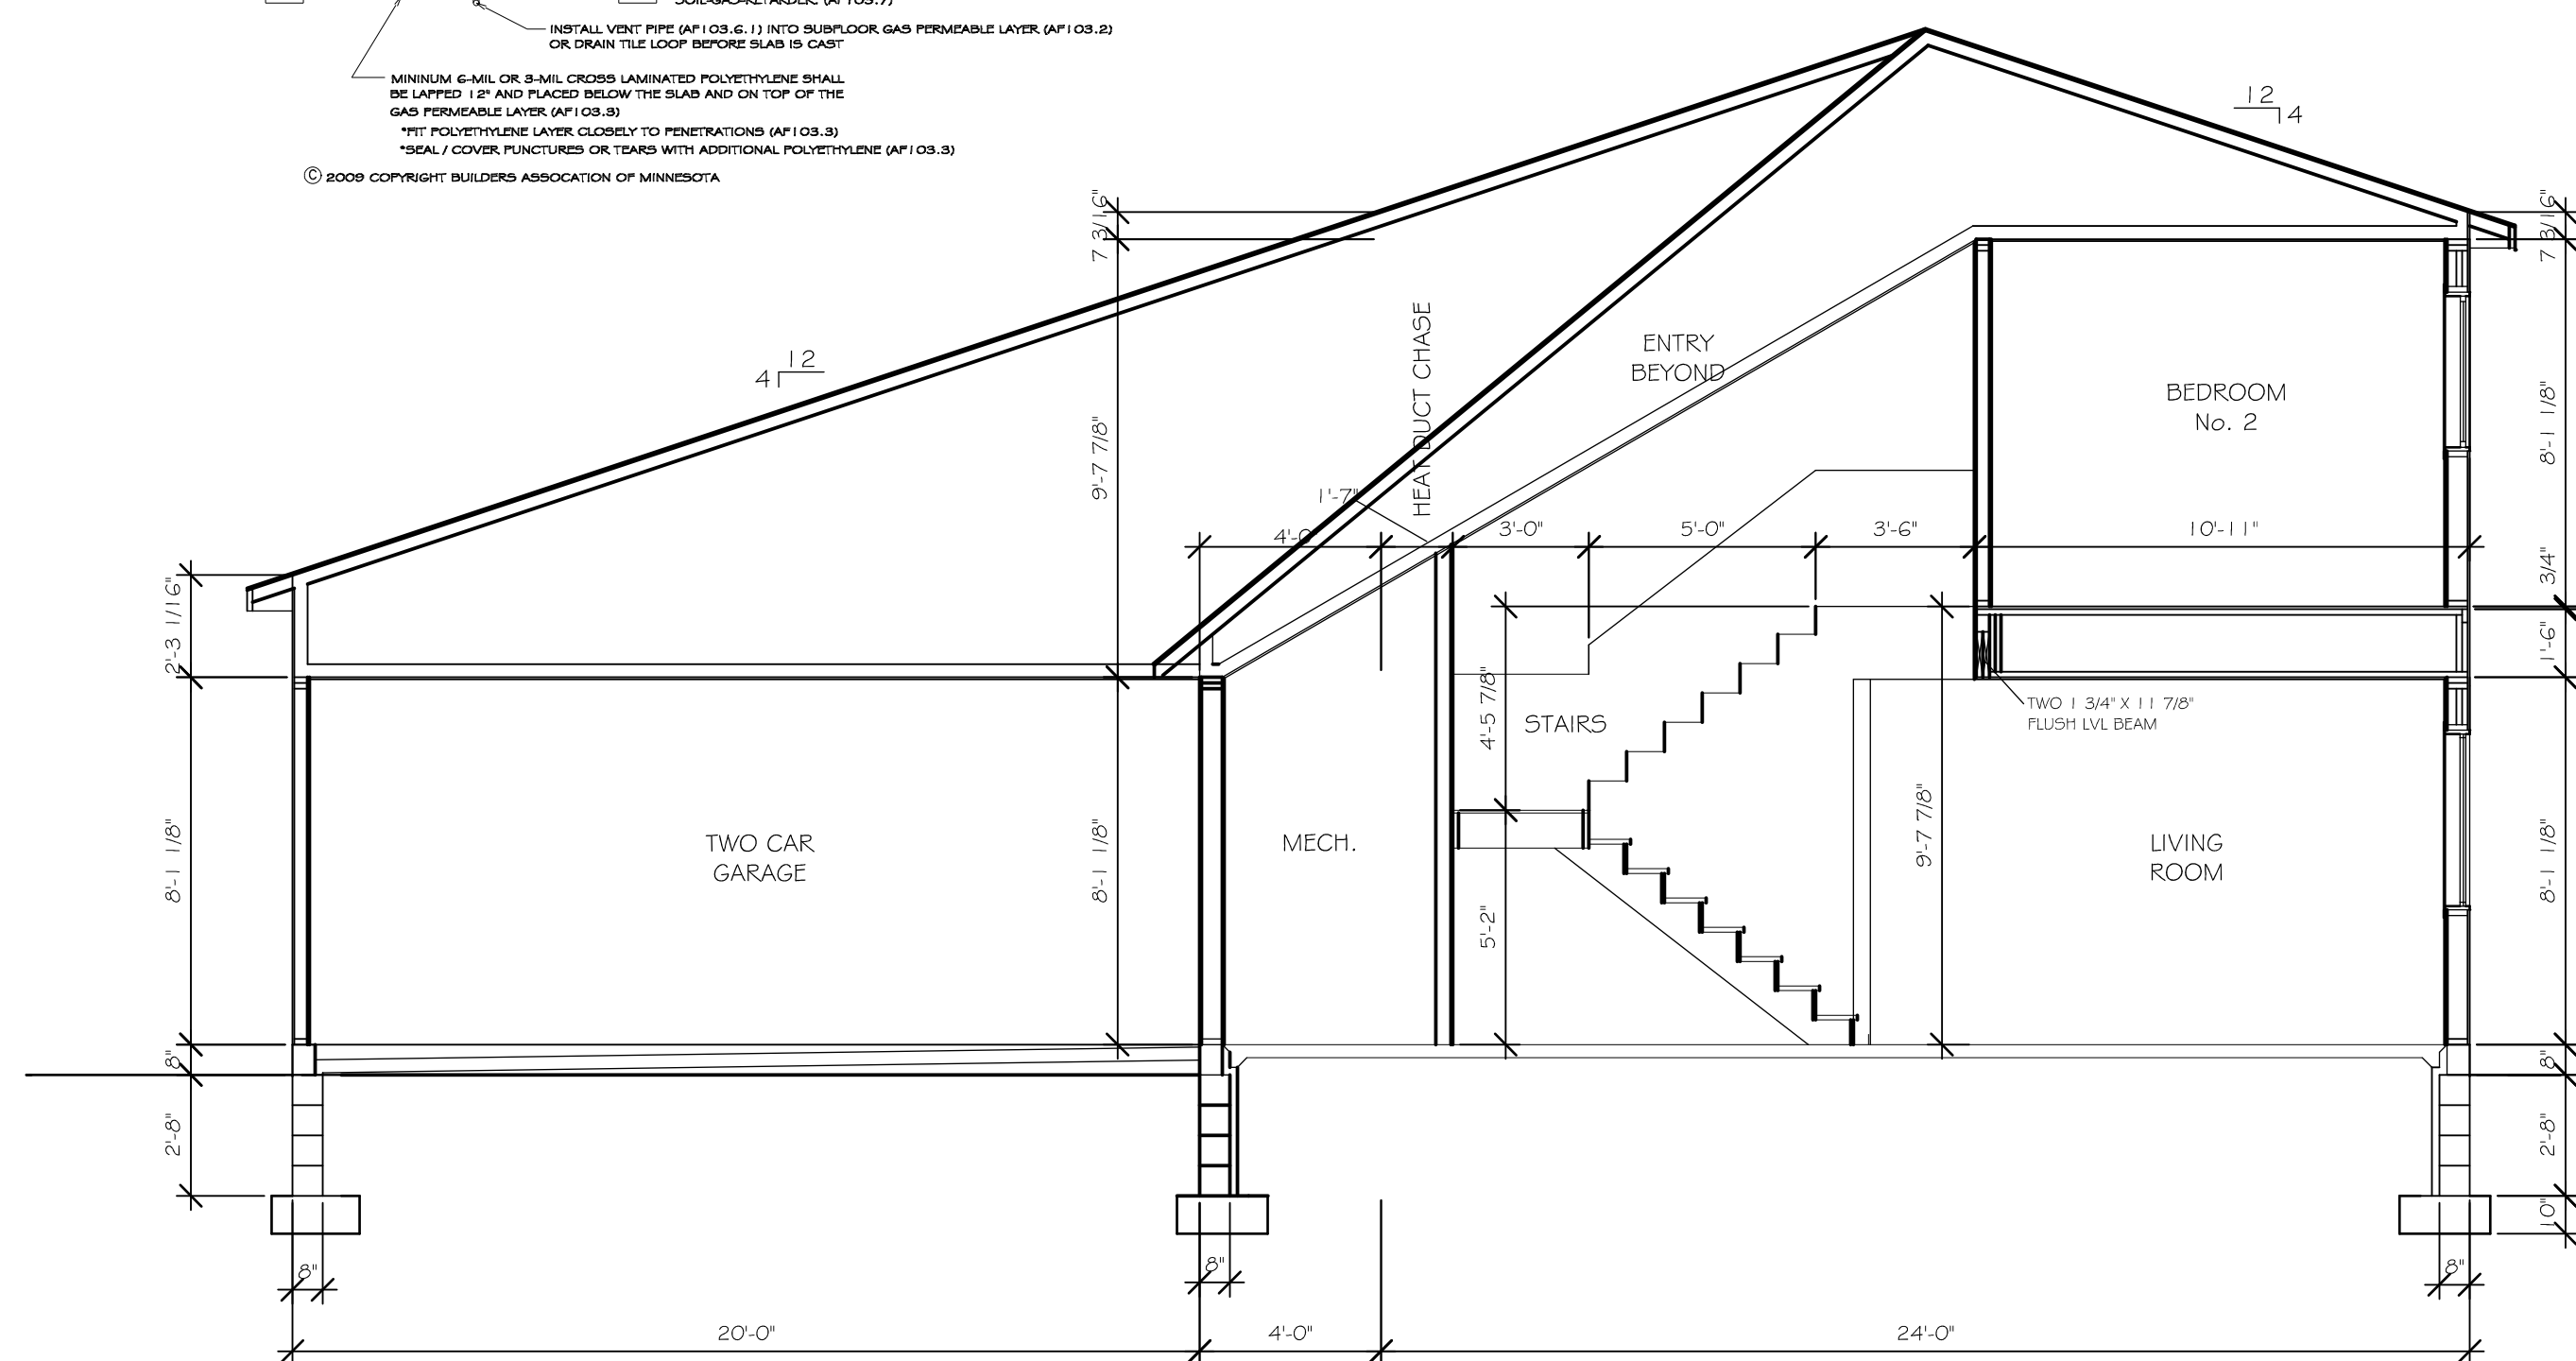 SOIL-GAS-RETARDER. (AF103.7)
INSTALL VENT PIPE (AF103.6.1) INTO SUBFLOOR GAS PERMEABLE LAYER (AF103.2)
OR DRAIN TILE LOOP BEFORE SLAB IS CAST
MININUM 6-MIL OR 3-MIL CROSS LAMINATED POLYETHYLENE SHALL
BE LAPPED 12" AND PLACED BELOW THE SLAB AND ON TOP OF THE
GAS PERMEABLE LAYER (AF103.3)
*FIT POLYETHYLENE LAYER CLOSELY TO PENETRATIONS (AF103.3)
*SEAL / COVER PUNCTURES OR TEARS WITH ADDITIONAL POLYETHYLENE (AF103.3)
© 2009 COPYRIGHT BUILDERS ASSOCATION OF MINNESOTA
12
4
7 3/16"
7 3/16"
12
4
HEAT DUCT CHASE
ENTRY
BEYOND
BEDROOM
No. 2
8'-1 1/8"
9'-7 7/8"
1'-7"
4'-0"
3'-0"
5'-0"
3'-6"
10'-11"
3/4"
2'-3 1/16"
1'-6"
4'-5 7/8"
STAIRS
TWO 1 3/4" X 11 7/8"
FLUSH LVL BEAM
8'-1 1/8"
TWO CAR
GARAGE
8'-1 1/8"
MECH.
5'-2"
9'-7 7/8"
LIVING
ROOM
8'-1 1/8"
8"
8"
2'-8"
2'-8"
10"
8"
8"
8"
20'-0"
4'-0"
24'-0"